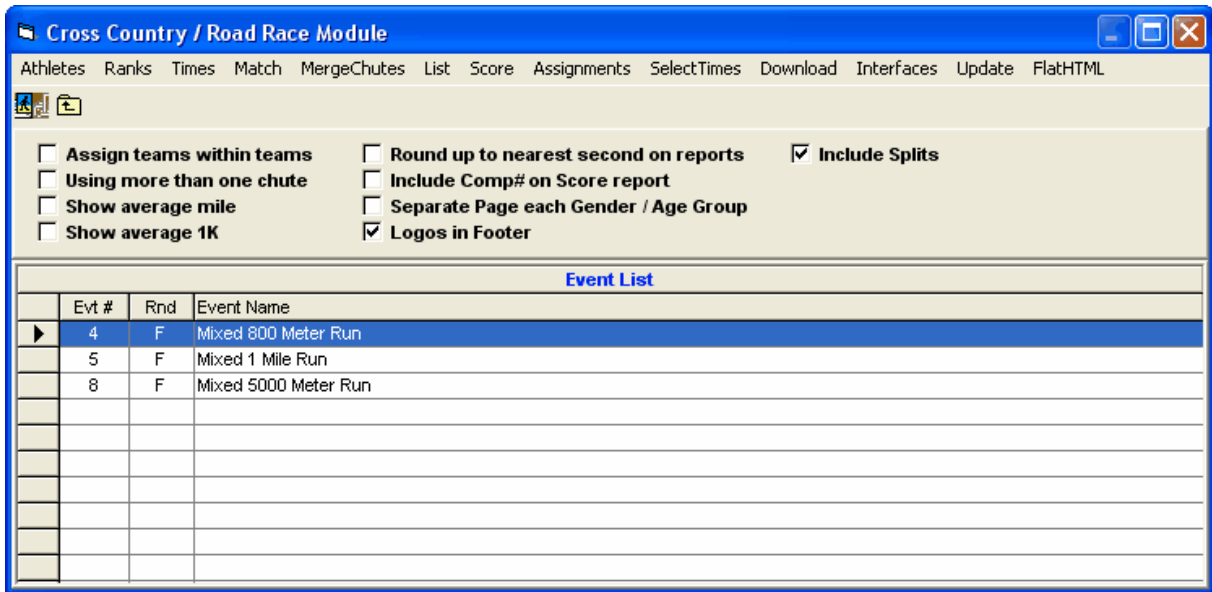 Cross Country / Road Race Module
Athletes Ranks Times Match MergeChutes List Score Assignments SelectTimes Download Interfaces Update FlatHTML
Assign teams within teams Round up to nearest second on reports Include Splits
Using more than one chute Include Comp# on Score report
Show average mile Separate Page each Gender / Age Group
Show average 1K Logos in Footer
Event List
Evt # Rnd Event Name
4 F Mixed 800 Meter Run
5 F Mixed 1 Mile Run
8 F Mixed 5000 Meter Run